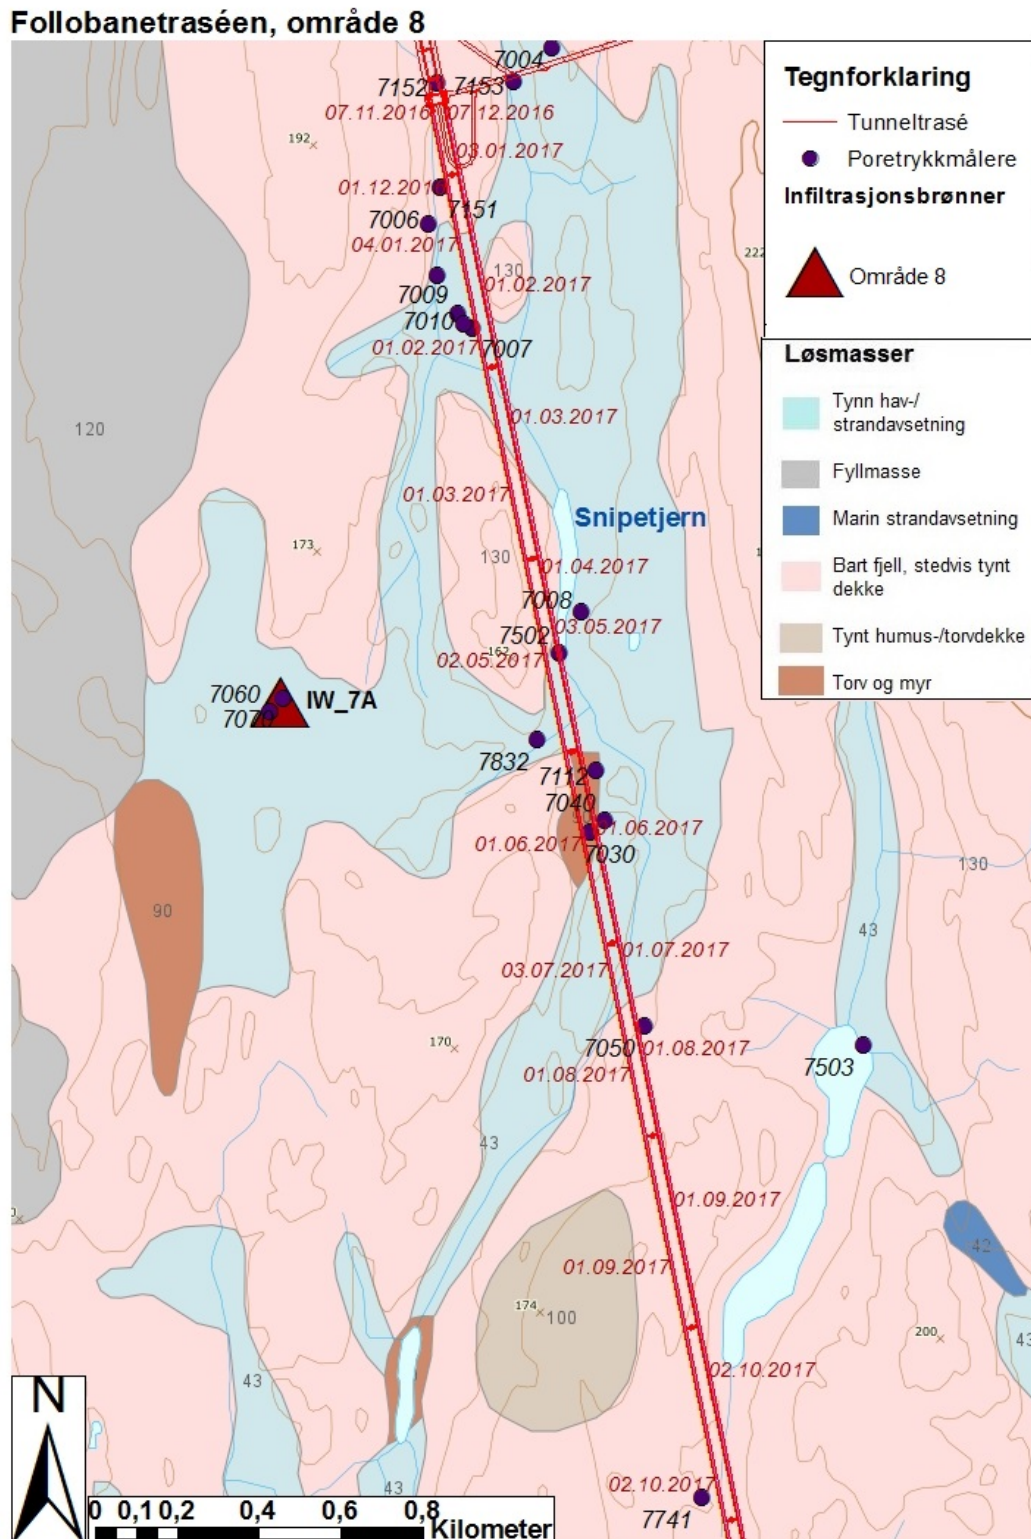 Follobanetraséen, område 8
7004
7152
7153
07.11.2016
07.12.2016
192
03.01.2017
7151
7006
04.01.2017
130
01.02.2017
7009
7010
01.02.2017
7007
120
01.03.2017
01.03.2017
Snipetjern
173
130
01.04.2017
7008
7502
03.05.2017
162
02.05.2017
7060
IW_7A
7832
7112
7040
01.06.2017
01.06.2017
7030
130
90
43
01.07.2017
03.07.2017
170
7050
01.08.2017
7503
01.08.2017
43
01.09.2017
42
01.09.2017
174
100
200
43
02.10.2017
43
02.10.2017
43
7741
N
0 0,1 0,2 0,4 0,6 0,8
Kilometer
Tegnforklaring
Tunneltrasé
Poretrykkmålere
Infiltrasjonsbrønner
222
Område 8
Løsmasser
Tynn hav-/
strandavsetning
Fyllmasse
Marin strandavsetning
Bart fjell, stedvis tynt
dekke
Tynt humus-/torvdekke
Torv og myr